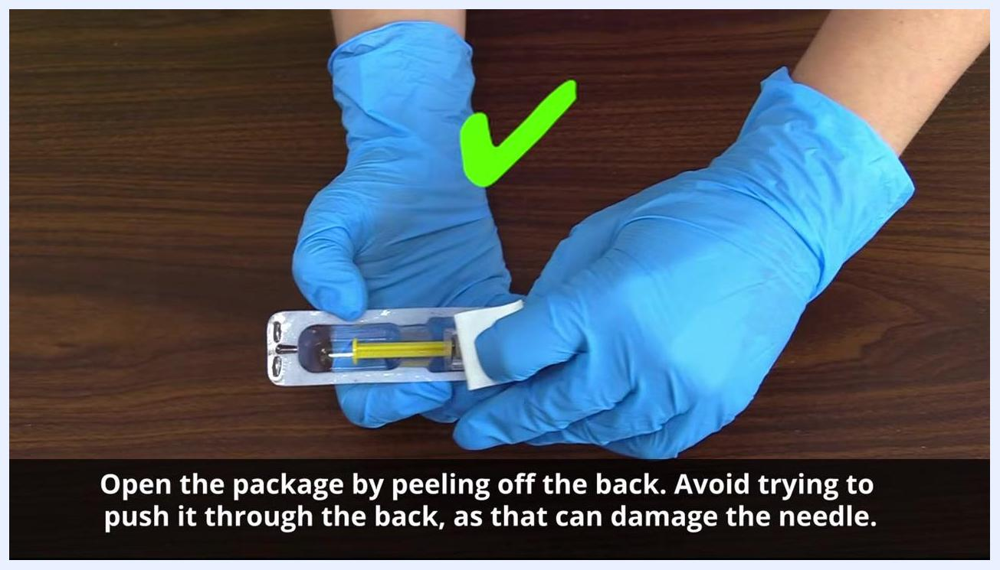 Open the package by peeling off the back. Avoid trying to
push it through the back, as that can damage the needle.